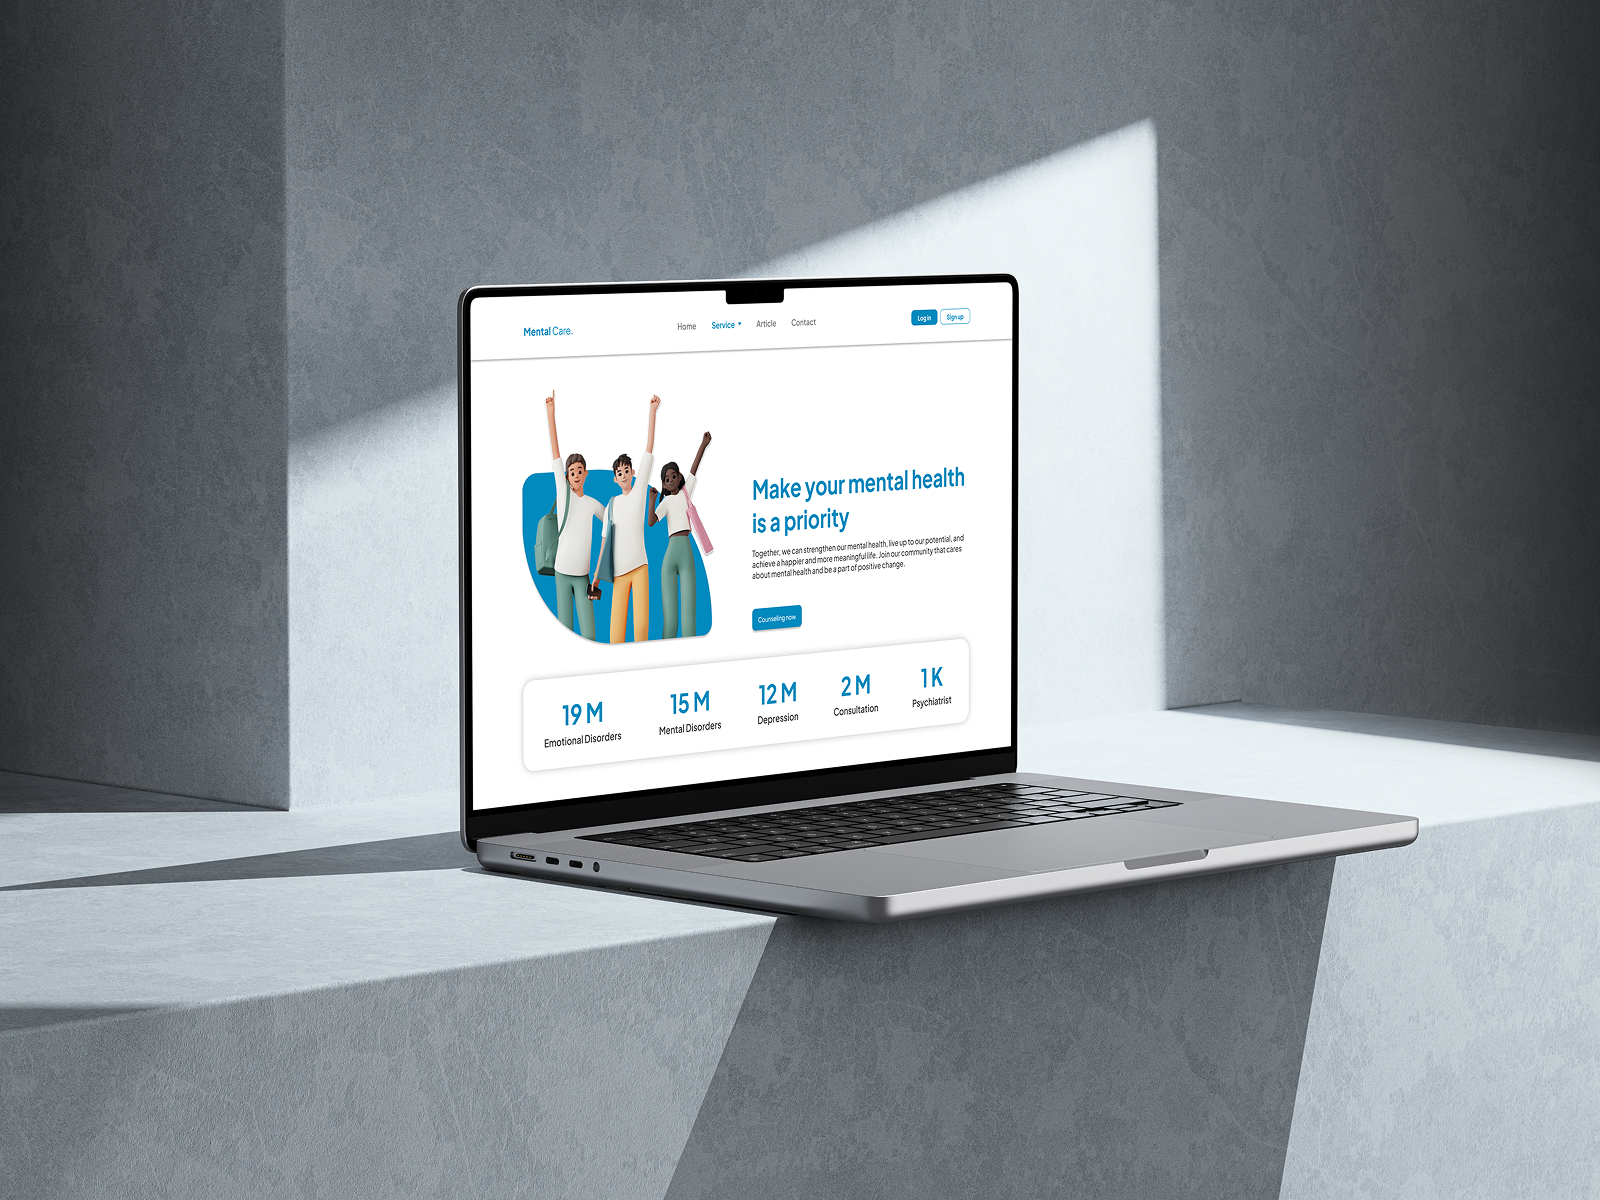 Mental Care.
Home
Service
Article
Contact
Log in
Sign up
Make your mental health
is a priority
Together, we can strengthen our mental health, live up to our potential, and
achieve a happier and more meaningful life. Join our community that cares
about mental health and be a part of positive change.
Counseling now
19 M
Emotional Disorders
15 M
Mental Disorders
12 M
Depression
2 M
Consultation
1 K
Psychiatrist